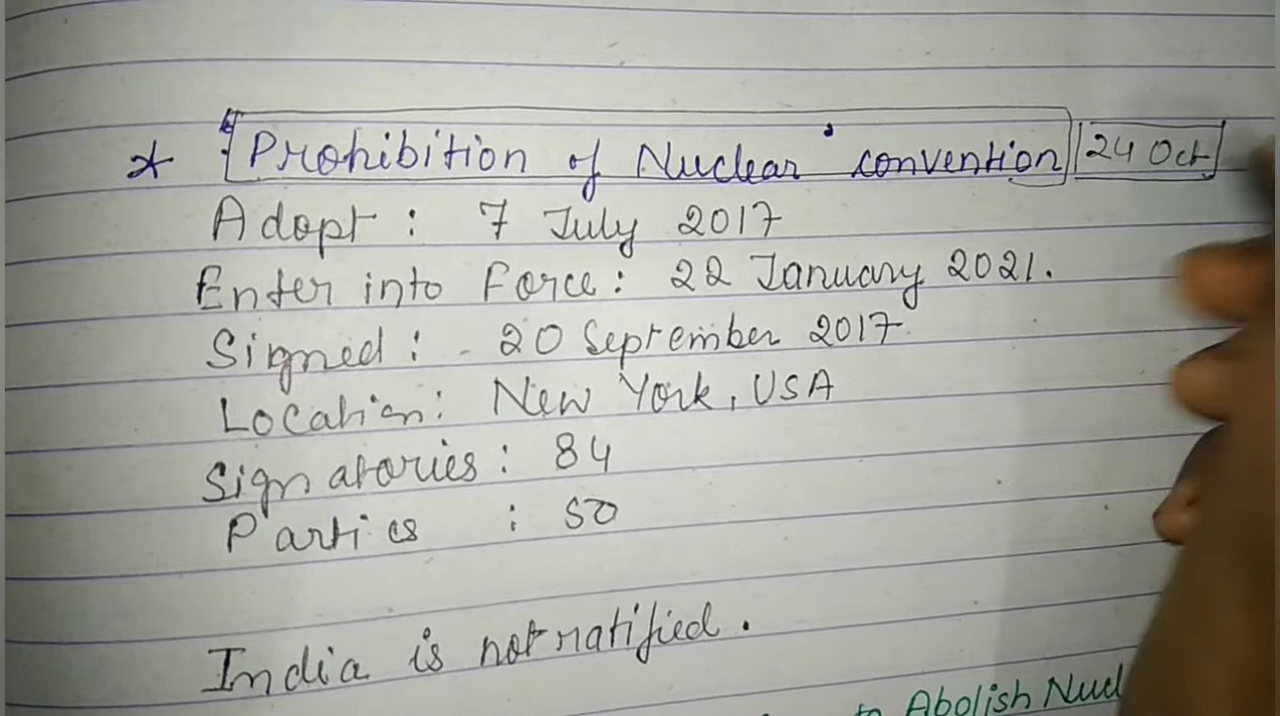 * Prohibition of Nuclear convention 24 Oct
Adopt : 7 July 2017
Enter into Force : 22 January 2021.
Signed : - 20 September 2017.
Location : New York, USA
Signatories : 84
Parties : 50
India is not ratified.
to Abolish Nucl